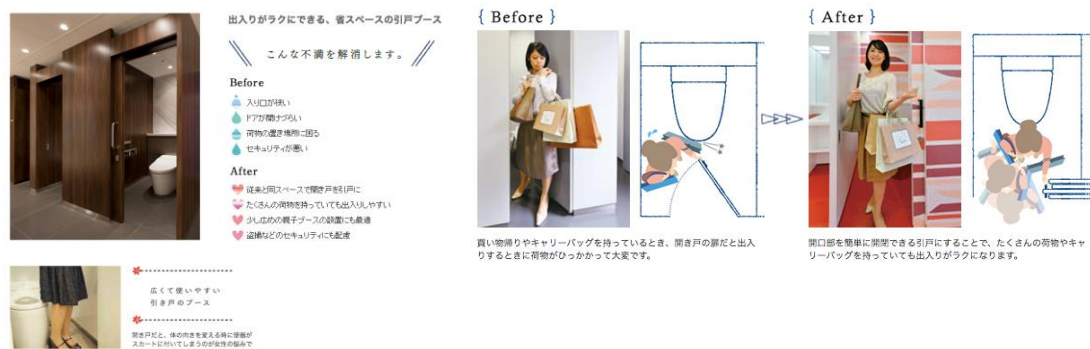 出入りがラクにできる、省スペースの引戸ブース
こんな不満を解消します。
Before
入り口が狭い
ドアが開けづらい
荷物の置き場所に困る
セキュリティが悪い
After
従来と同スペースで開き戸を引戸に
たくさんの荷物を持っていても出入りしやすい
少し広めの親子ブースの設置にも最適
盗撮などのセキュリティにも配慮
広くて使いやすい
引き戸のブース
開き戸だと、体の向きを変える時に便器が
スカートに付いてしまうのが女性の悩みで
{ Before }
買い物帰りやキャリーバッグを持っているとき、開き戸の扉だと出入
りするときに荷物がひっかかって大変です。
{ After }
開口部を簡単に開閉できる引戸にすることで、たくさんの荷物やキャ
リーバッグを持っていても出入りがラクになります。